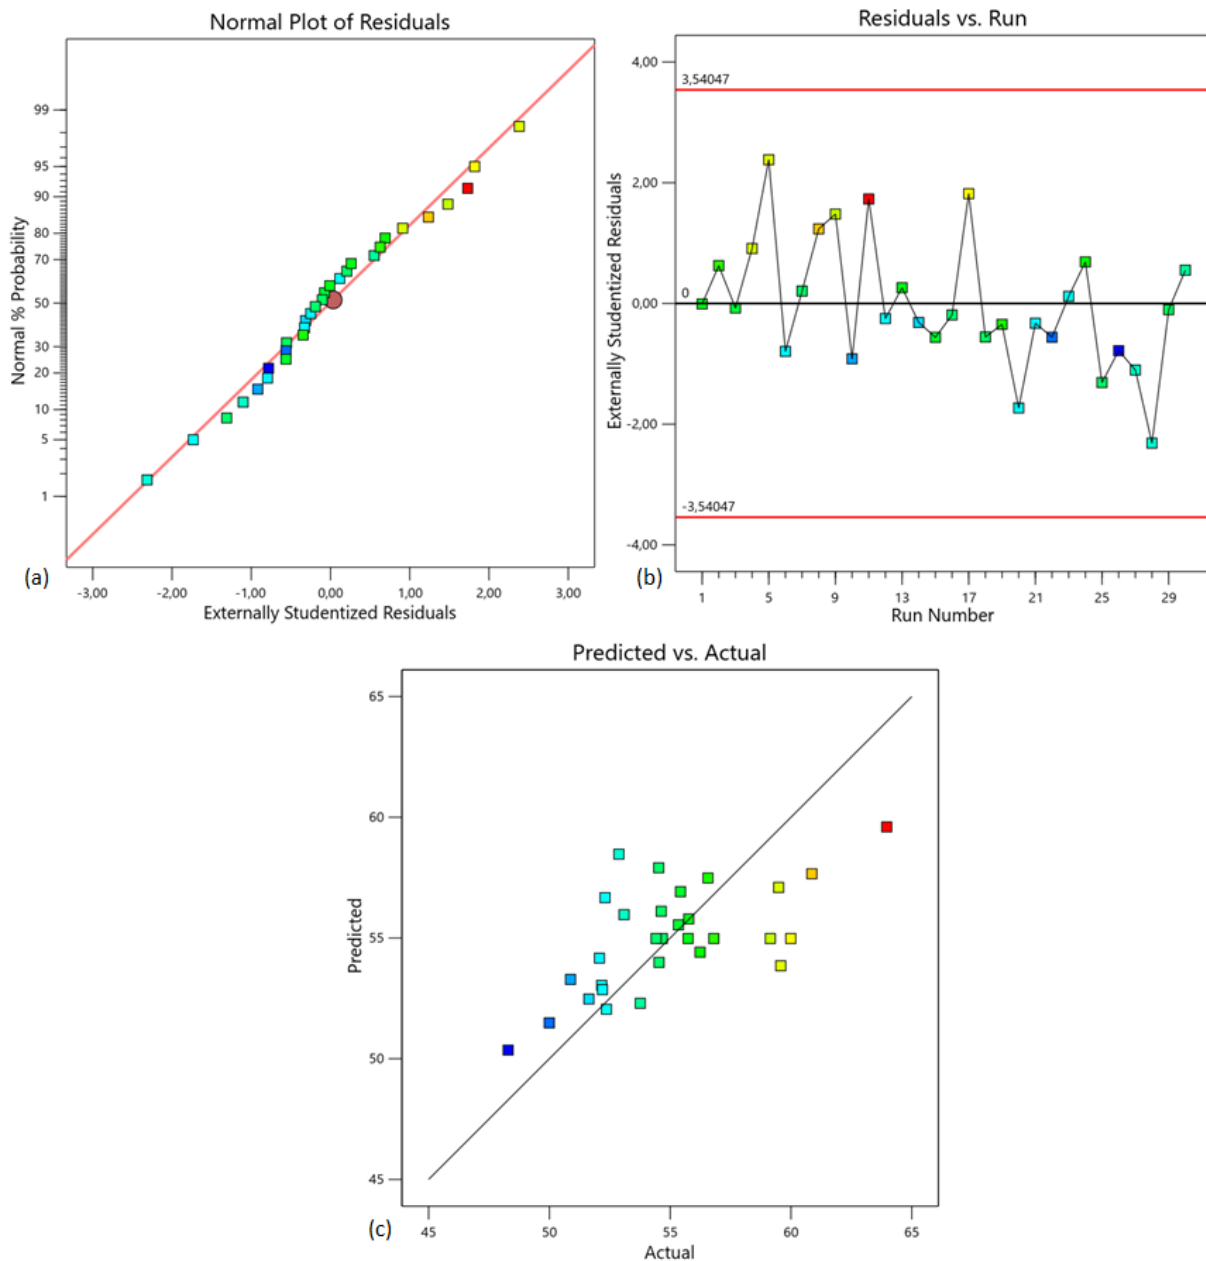 Normal Plot of Residuals
Normal % Probability
99
95
90
80
70
50
30
20
10
5
1
-3,00 -2,00 -1,00 0,00 1,00 2,00 3,00
Externally Studentized Residuals
(a)
Residuals vs. Run
Externally Studentized Residuals
4,00
3,54047
2,00
0
0,00
-2,00
-3,54047
-4,00
1 5 9 13 17 21 25 29
Run Number
(b)
Predicted vs. Actual
Predicted
65
60
55
50
45
45 50 55 60 65
Actual
(c)